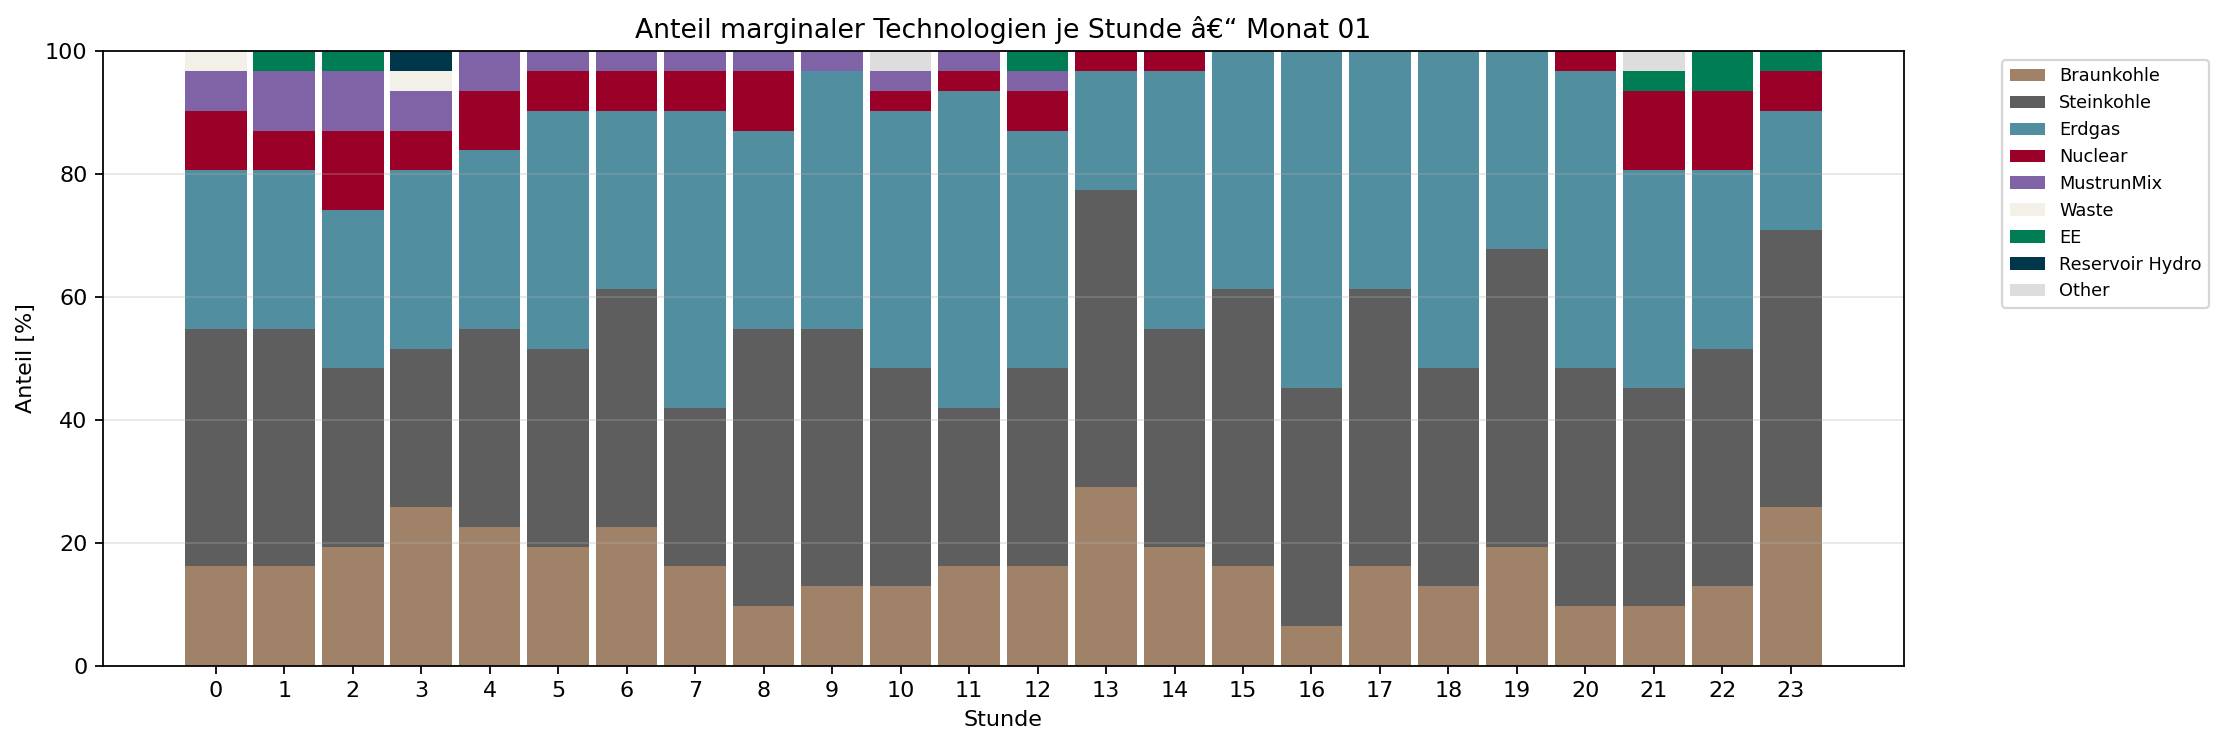 Anteil marginaler Technologien je Stunde â€“ Monat 01
Anteil [%]
100
80
60
40
20
0
0 1 2 3 4 5 6 7 8 9 10 11 12 13 14 15 16 17 18 19 20 21 22 23
Stunde
Braunkohle
Steinkohle
Erdgas
Nuclear
MustrunMix
Waste
EE
Reservoir Hydro
Other